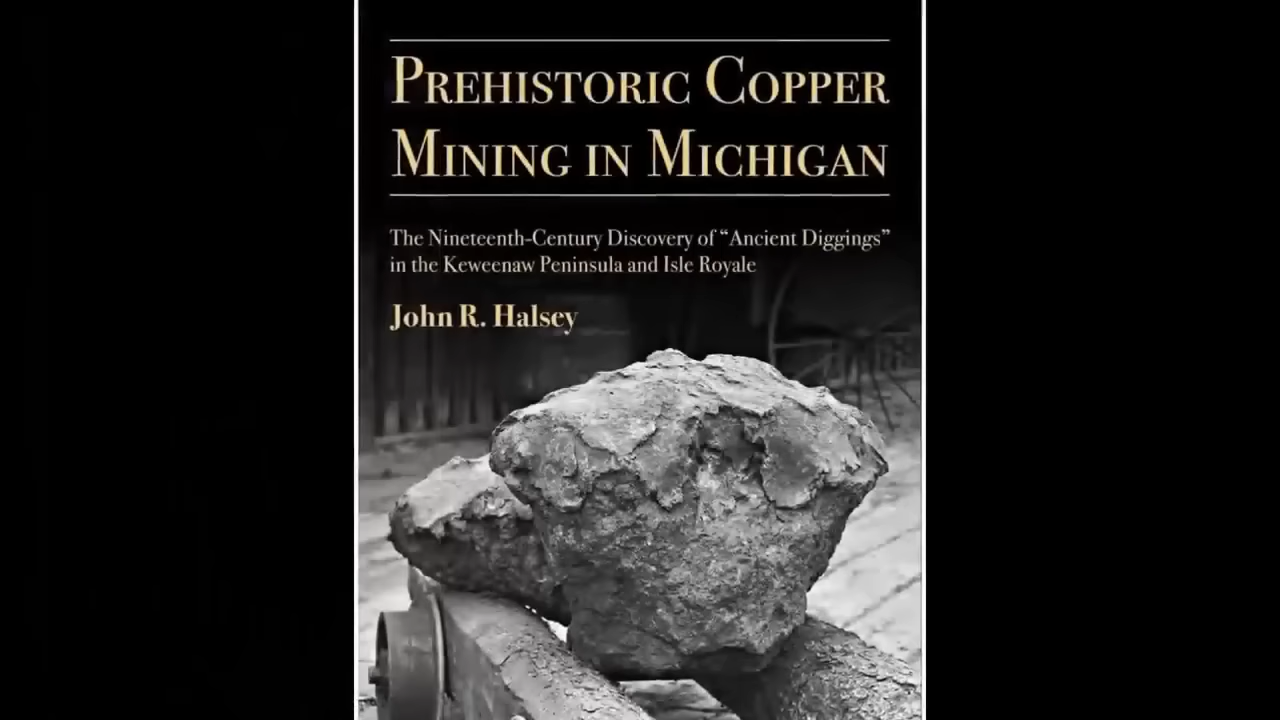 Prehistoric Copper
Mining in Michigan
The Nineteenth-Century Discovery of “Ancient Diggings”
in the Keweenaw Peninsula and Isle Royale
John R. Halsey